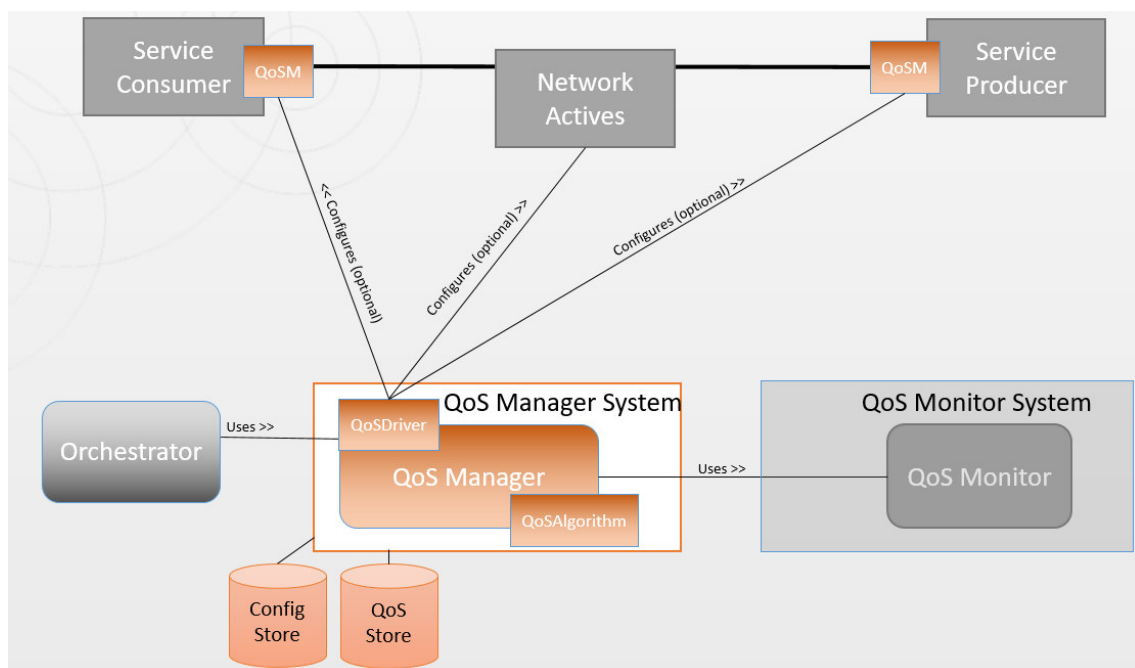 Service
Consumer
QoSM
Network
Actives
QoSM
Service
Producer
<< Configures (optional)
Configures (optional) >>
Configures (optional) >>
Orchestrator
Uses >>
QoS Manager System
QoSDriver
QoS Manager
QoSAlgorithm
Uses >>
QoS Monitor System
QoS Monitor
Config
Store
QoS
Store